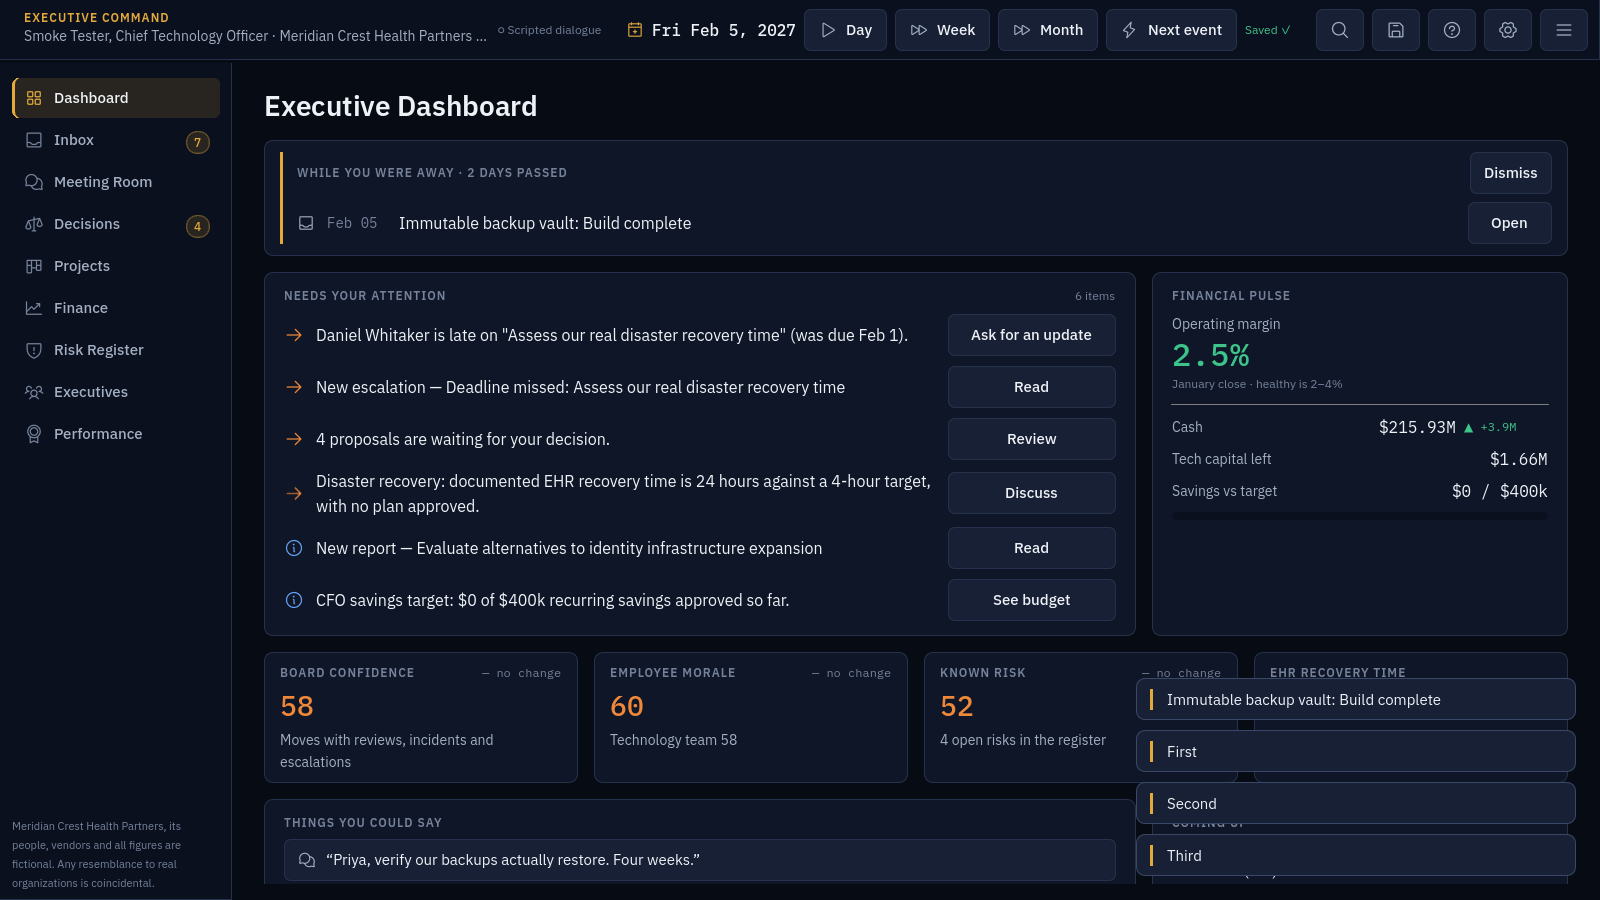 EXECUTIVE COMMAND
Smoke Tester, Chief Technology Officer · Meridian Crest Health Partners ...
Scripted dialogue
Fri Feb 5, 2027
Day
Week
Month
Next event
Saved ✓
Dashboard
Inbox
7
Meeting Room
Decisions
4
Projects
Finance
Risk Register
Executives
Performance
Meridian Crest Health Partners, its
people, vendors and all figures are
fictional. Any resemblance to real
organizations is coincidental.
Executive Dashboard
WHILE YOU WERE AWAY · 2 DAYS PASSED
Dismiss
Feb 05 Immutable backup vault: Build complete
Open
NEEDS YOUR ATTENTION
6 items
Daniel Whitaker is late on "Assess our real disaster recovery time" (was due Feb 1).
Ask for an update
New escalation — Deadline missed: Assess our real disaster recovery time
Read
4 proposals are waiting for your decision.
Review
Disaster recovery: documented EHR recovery time is 24 hours against a 4-hour target,
with no plan approved.
Discuss
New report — Evaluate alternatives to identity infrastructure expansion
Read
CFO savings target: $0 of $400k recurring savings approved so far.
See budget
FINANCIAL PULSE
Operating margin
2.5%
January close · healthy is 2–4%
Cash
$215.93M ▲ +3.9M
Tech capital left
$1.66M
Savings vs target
$0 / $400k
BOARD CONFIDENCE
— no change
58
Moves with reviews, incidents and
escalations
EMPLOYEE MORALE
— no change
60
Technology team 58
KNOWN RISK
— no change
52
4 open risks in the register
EHR RECOVERY TIME
Immutable backup vault: Build complete
First
Second
Third
THINGS YOU COULD SAY
“Priya, verify our backups actually restore. Four weeks.”